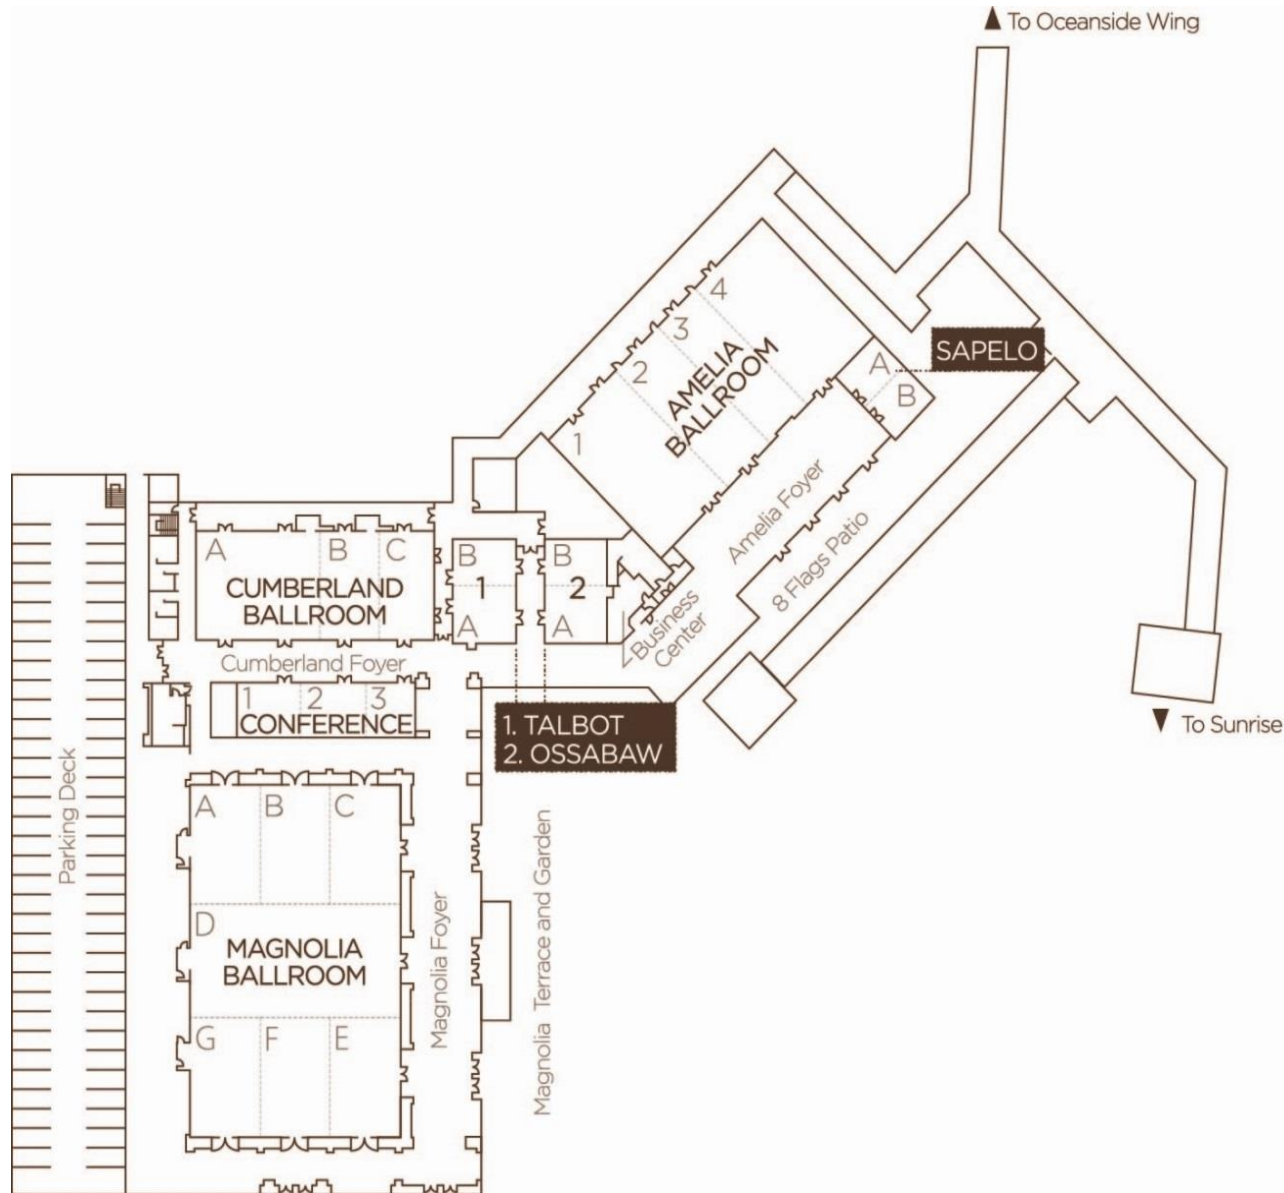 ▲ To Oceanside Wing
4
3
2
1
AMELIA
BALLROOM
SAPELO
A
B
Amelia Foyer
8 Flags Patio
A
B
C
CUMBERLAND
BALLROOM
B
1
A
B
2
A
Business
Center
Cumberland Foyer
1
2
3
CONFERENCE
1. TALBOT
2. OSSABAW
▼ To Sunrise
Parking Deck
A
B
C
D
MAGNOLIA
BALLROOM
G
F
E
Magnolia Foyer
Magnolia Terrace and Garden